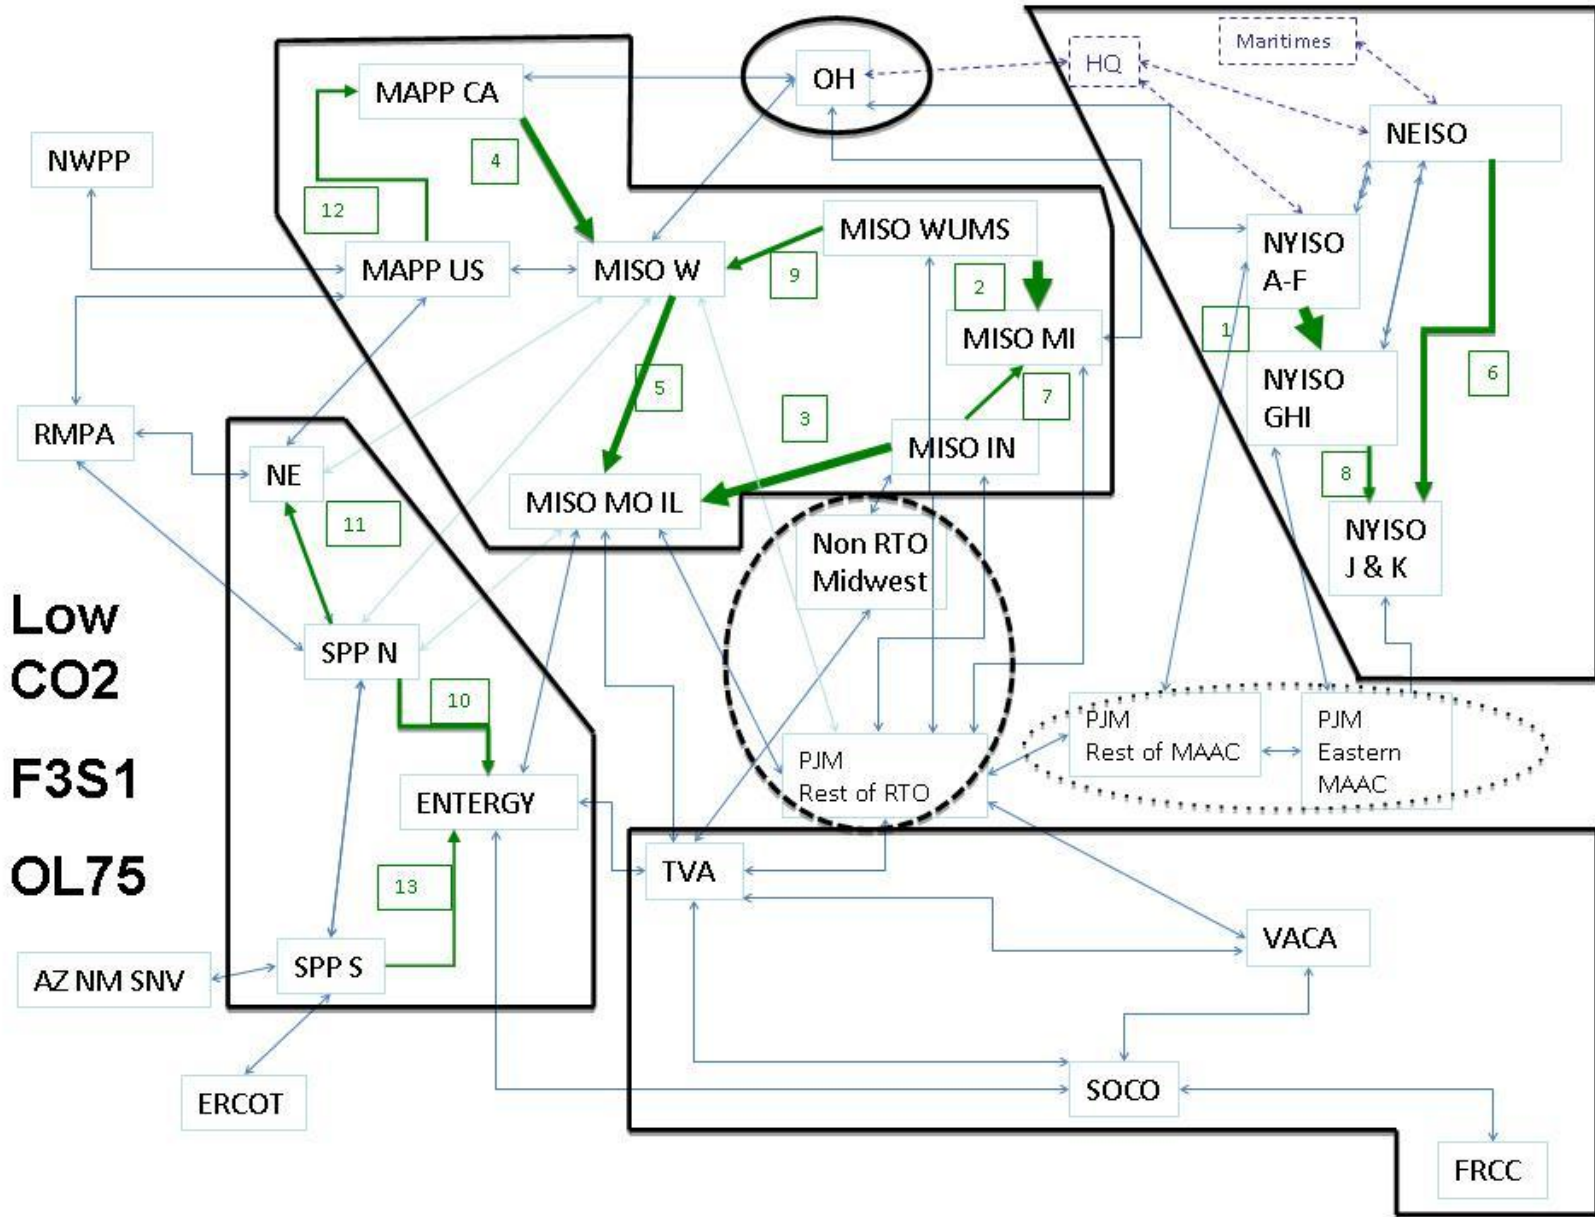 Maritimes
HQ
OH
MAPP CA
NEISO
4
NWPP
12
MISO WUMS
NYISO
A-F
MAPP US
MISO W
9
2
1
MISO MI
NYISO
GHI
6
5
7
3
RMPA
MISO IN
NE
8
MISO MO IL
11
NYISO
J & K
Non RTO
Midwest
Low
CO2
SPP N
10
PJM
Rest of MAAC
PJM
Eastern
MAAC
PJM
Rest of RTO
F3S1
ENTERGY
TVA
OL75
13
VACA
SPP S
AZ NM SNV
SOCO
ERCOT
FRCC